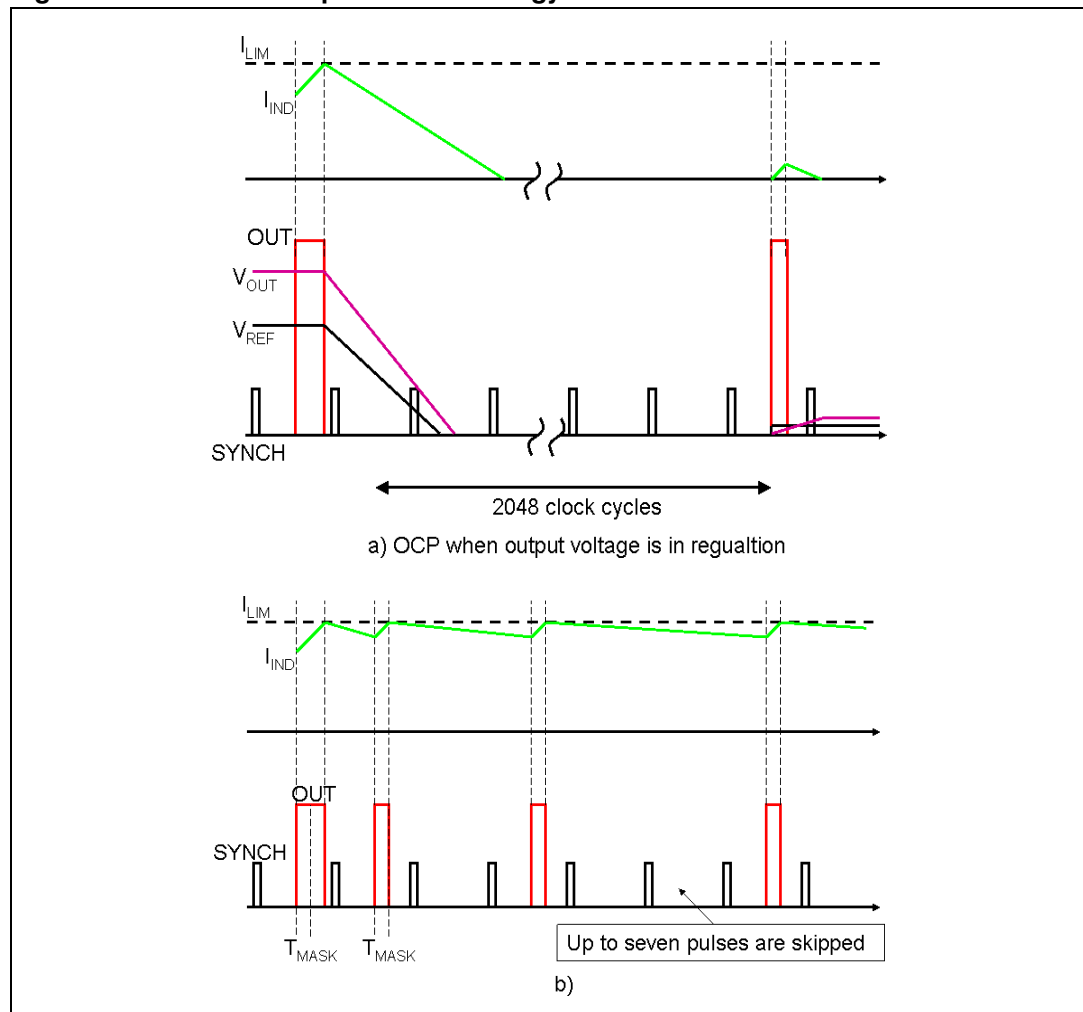 I_LIM
I_IND
OUT
V_OUT
V_REF
SYNCH
2048 clock cycles
a) OCP when output voltage is in regualtion
I_LIM
I_IND
OUT
SYNCH
T_MASK T_MASK
Up to seven pulses are skipped
b)